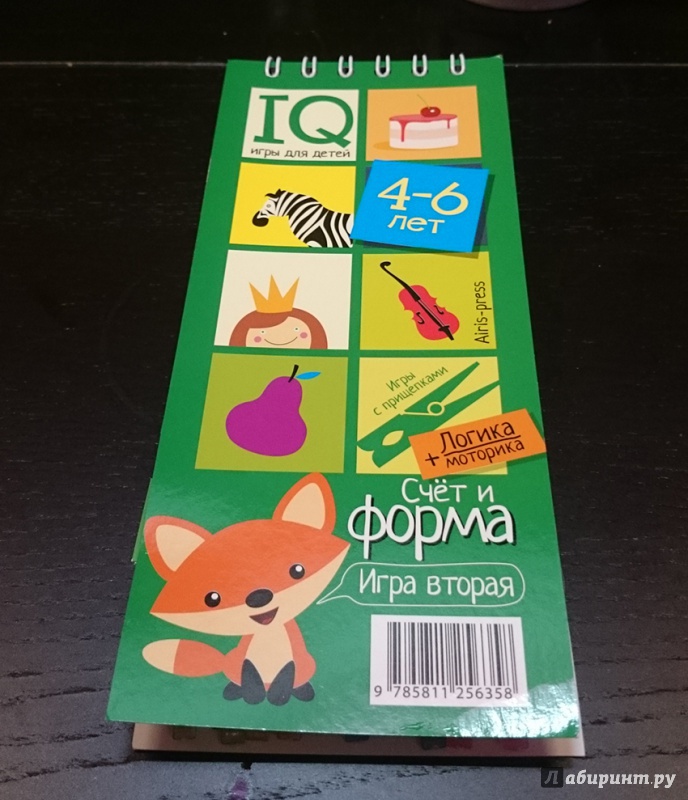 IQ
игры для детей
4-6
лет
Airis-press
Игры
с прищепками
Логика
+ моторика
Счёт и
форма
Игра вторая
9 785811 256358
Лабиринт.ру